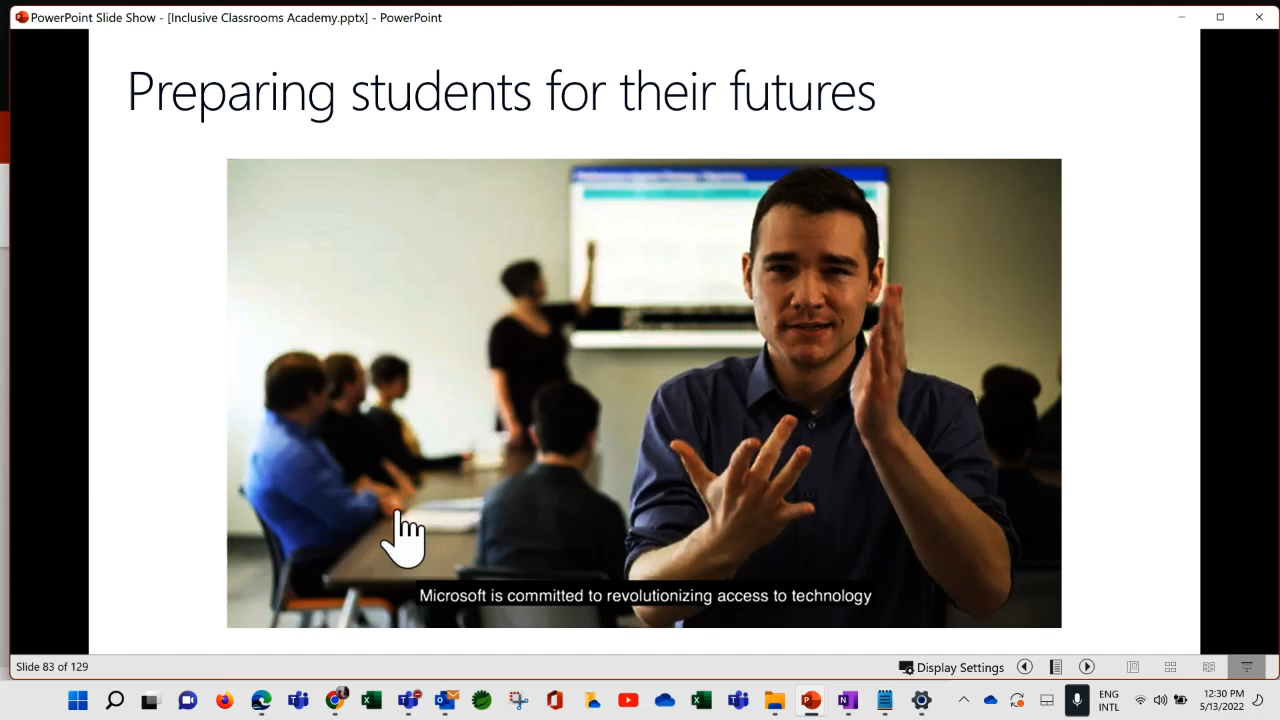 PowerPoint Slide Show - [Inclusive Classrooms Academy.pptx] - PowerPoint
Preparing students for their futures
Microsoft is committed to revolutionizing access to technology
Slide 83 of 129
Display Settings
ENG
INTL
12:30 PM
5/13/2022